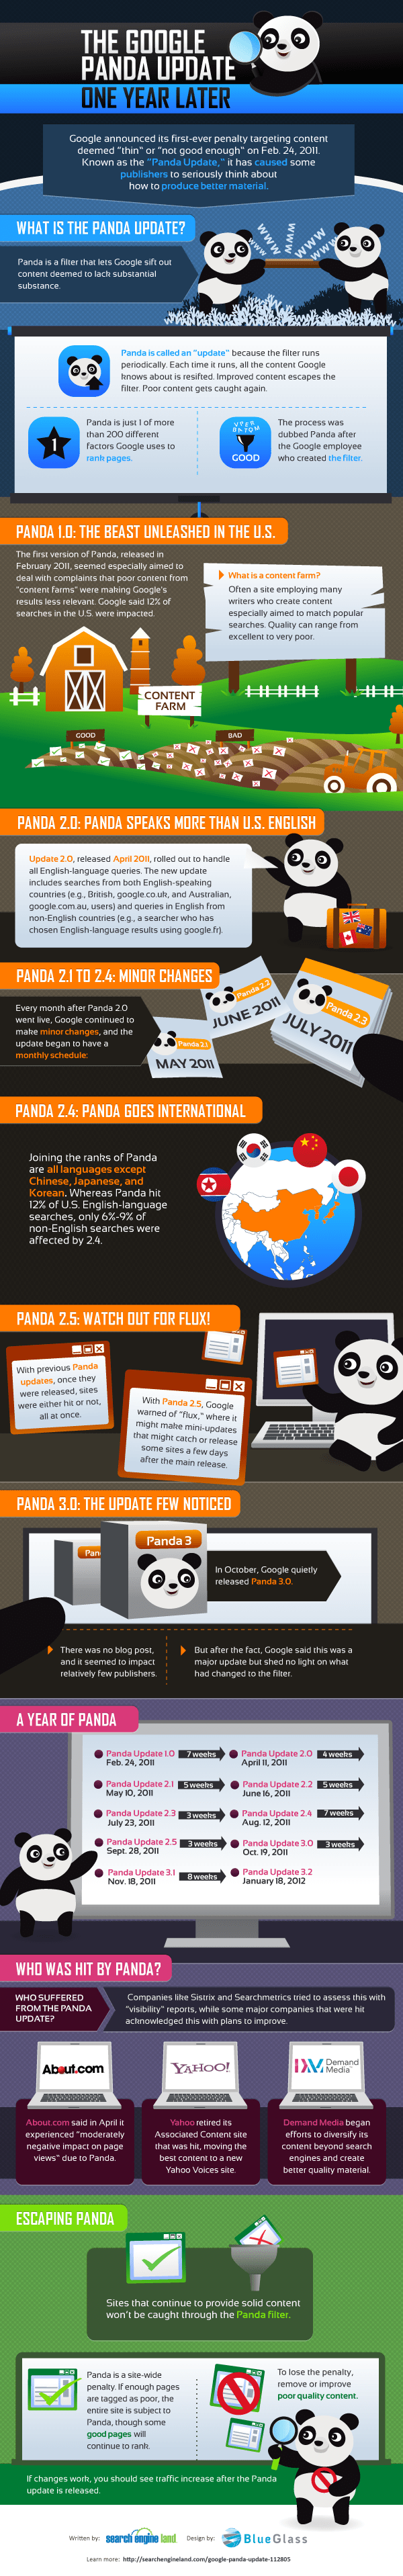 THE GOOGLE
PANDA UPDATE
ONE YEAR LATER
Google announced its first-ever penalty targeting content
deemed "thin" or "not good enough" on Feb. 24, 2011.
Known as the "Panda Update," it has caused some
publishers to seriously think about
how to produce better material.
WHAT IS THE PANDA UPDATE?
Panda is a filter that lets Google sift out
content deemed to lack substantial
substance.
WWW
WWW
WWW
Panda is called an "update" because the filter runs
periodically. Each time it runs, all the content Google
knows about is resifted. Improved content escapes the
filter. Poor content gets caught again.
1
Panda is just 1 of more
than 200 different
factors Google uses to
rank pages.
GOOD
The process was
dubbed Panda after
the Google employee
who created the filter.
PANDA 1.0: THE BEAST UNLEASHED IN THE U.S.
The first version of Panda, released in
February 2011, seemed especially aimed to
deal with complaints that poor content from
"content farms" were making Google's
results less relevant. Google said 12% of
searches in the U.S. were impacted.
What is a content farm?
Often a site employing many
writers who create content
especially aimed to match popular
searches. Quality can range from
excellent to very poor.
CONTENT
FARM
GOOD
BAD
PANDA 2.0: PANDA SPEAKS MORE THAN U.S. ENGLISH
Update 2.0, released April 2011, rolled out to handle
all English-language queries. The new update
includes searches from both English-speaking
countries (e.g., British, google.co.uk, and Australian,
google.com.au, users) and queries in English from
non-English countries (e.g., a searcher who has
chosen English-language results using google.fr).
PANDA 2.1 TO 2.4: MINOR CHANGES
Every month after Panda 2.0
went live, Google continued to
make minor changes, and the
update began to have a
monthly schedule:
Panda 2.1
MAY 2011
Panda 2.2
JUNE 2011
Panda 2.3
JULY 2011
PANDA 2.4: PANDA GOES INTERNATIONAL
Joining the ranks of Panda
are all languages except
Chinese, Japanese, and
Korean. Whereas Panda hit
12% of U.S. English-language
searches, only 6%-9% of
non-English searches were
affected by 2.4.
PANDA 2.5: WATCH OUT FOR FLUX!
With previous Panda
updates, once they
were released, sites
were either hit or not,
all at once.
With Panda 2.5, Google
warned of "flux," where it
might make mini-updates
that might catch or release
some sites a few days
after the main release.
PANDA 3.0: THE UPDATE FEW NOTICED
Pan
Panda 3
In October, Google quietly
released Panda 3.0.
There was no blog post,
and it seemed to impact
relatively few publishers.
But after the fact, Google said this was a
major update but shed no light on what
had changed to the filter.
A YEAR OF PANDA
Panda Update 1.0
Feb. 24, 2011
7 weeks
Panda Update 2.0
April 11, 2011
4 weeks
Panda Update 2.1
May 10, 2011
5 weeks
Panda Update 2.2
June 16, 2011
5 weeks
Panda Update 2.3
July 23, 2011
3 weeks
Panda Update 2.4
Aug. 12, 2011
7 weeks
Panda Update 2.5
Sept. 28, 2011
3 weeks
Panda Update 3.0
Oct. 19, 2011
3 weeks
Panda Update 3.1
Nov. 18, 2011
8 weeks
Panda Update 3.2
January 18, 2012
WHO WAS HIT BY PANDA?
WHO SUFFERED
FROM THE PANDA
UPDATE?
Companies like Sistrix and Searchmetrics tried to assess this with
"visibility" reports, while some major companies that were hit
acknowledged this with plans to improve.
About.com
YAHOO!
Demand
Media
About.com said in April it
experienced "moderately
negative impact on page
views" due to Panda.
Yahoo retired its
Associated Content site
that was hit, moving the
best content to a new
Yahoo Voices site.
Demand Media began
efforts to diversify its
content beyond search
engines and create
better quality material.
ESCAPING PANDA
Sites that continue to provide solid content
won't be caught through the Panda filter.
Panda is a site-wide
penalty. If enough pages
are tagged as poor, the
entire site is subject to
Panda, though some
good pages will
continue to rank.
To lose the penalty,
remove or improve
poor quality content.
If changes work, you should see traffic increase after the Panda
update is released.
Written by: search engine land Design by: BlueGlass
Learn more: http://searchengineland.com/google-panda-update-112805